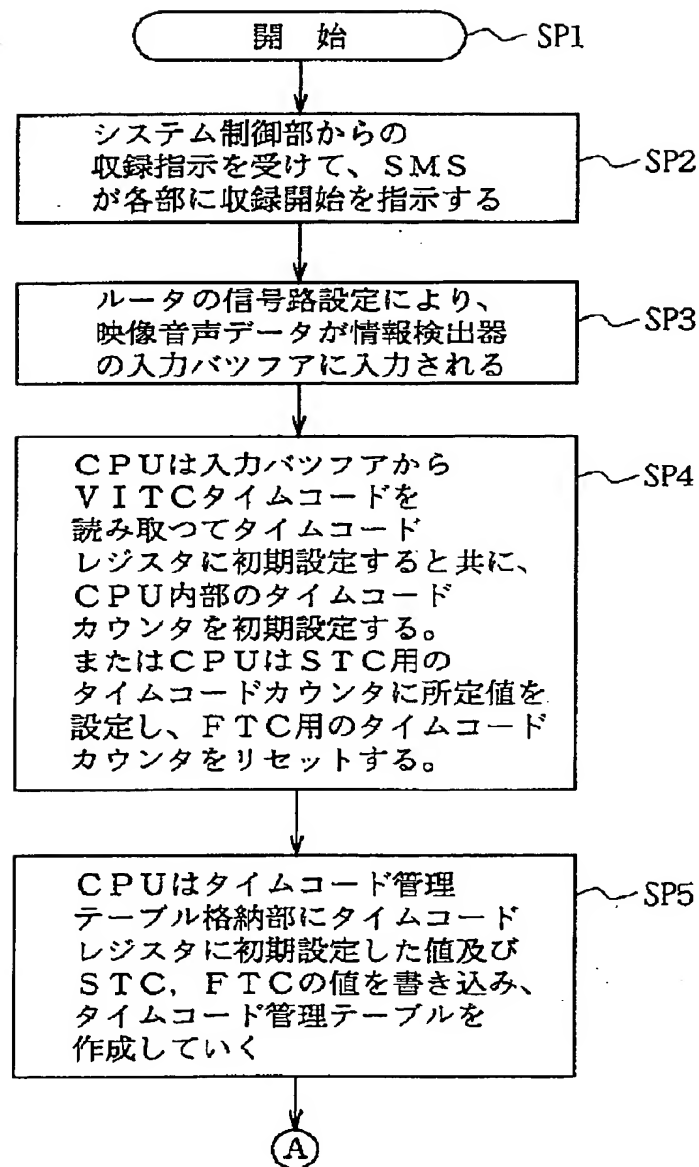 開 始
SP1
システム制御部からの
収録指示を受けて、SMS
が各部に収録開始を指示する
SP2
ルータの信号路設定により、
映像音声データが情報検出器
の入力バツフアに入力される
SP3
CPUは入力バツフアから
VITCタイムコードを
読み取つてタイムコード
レジスタに初期設定すると共に、
CPU内部のタイムコード
カウンタを初期設定する。
またはCPUはSTC用の
タイムコードカウンタに所定値を
設定し、FTC用のタイムコード
カウンタをリセットする。
SP4
CPUはタイムコード管理
テーブル格納部にタイムコード
レジスタに初期設定した値及び
STC,FTCの値を書き込み、
タイムコード管理テーブルを
作成していく
SP5
A